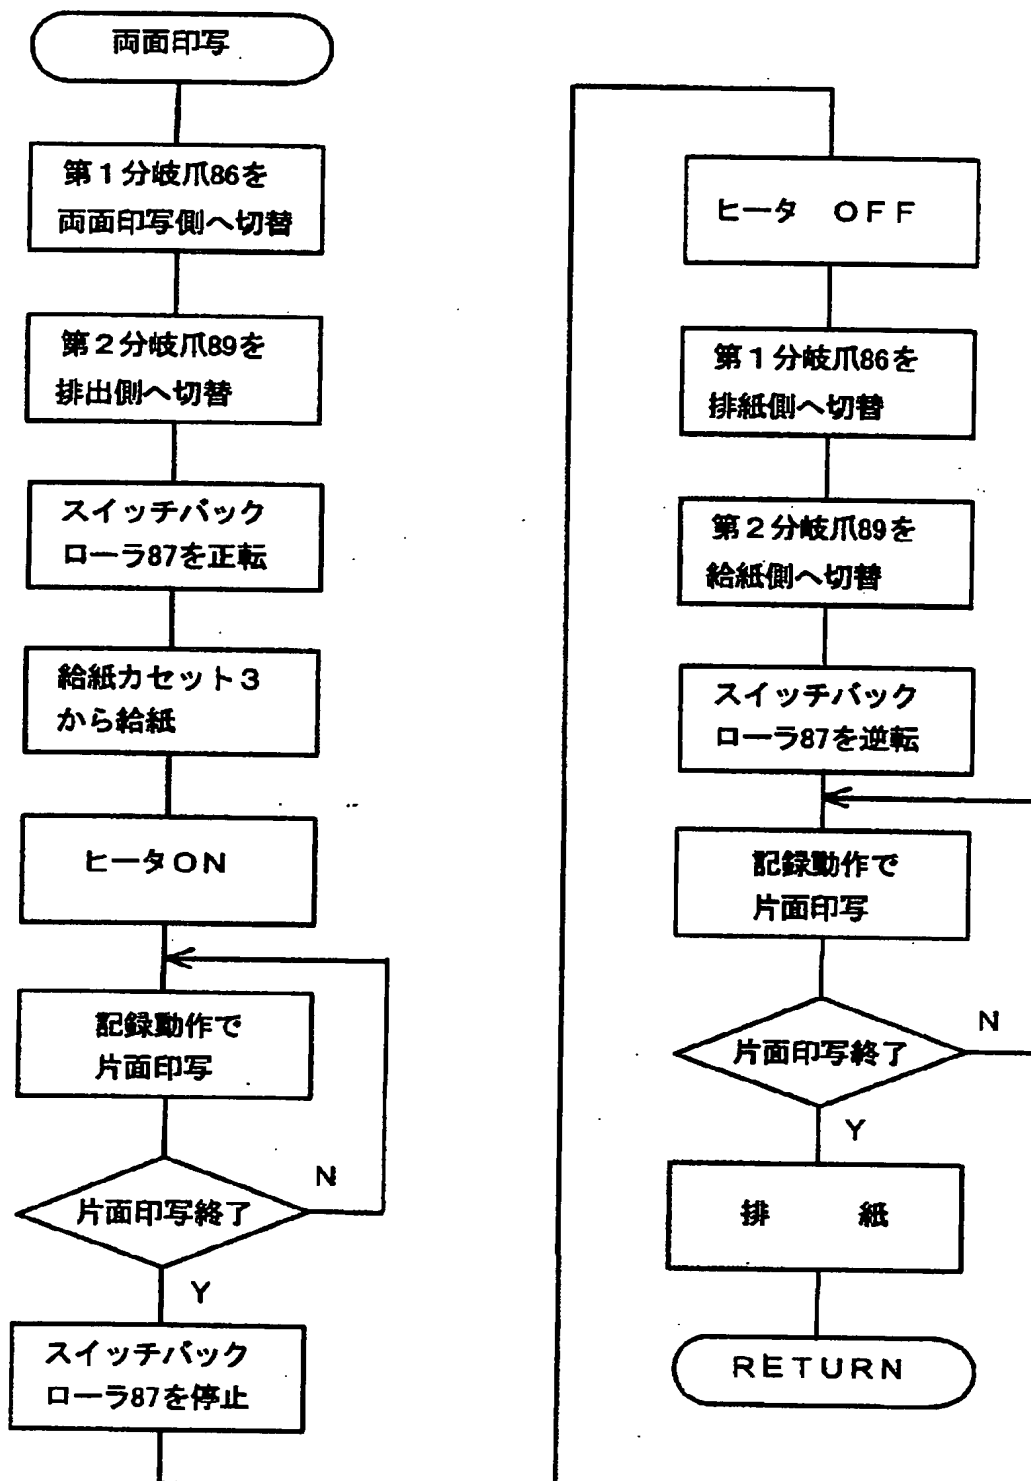 両面印写
第1分岐爪86を
両面印写側へ切替
第2分岐爪89を
排出側へ切替
スイッチバック
ローラ87を正転
給紙カセット3
から給紙
ヒータON
記録動作で
片面印写
片面印写終了
N
Y
スイッチバック
ローラ87を停止
ヒータ OFF
第1分岐爪86を
排紙側へ切替
第2分岐爪89を
給紙側へ切替
スイッチバック
ローラ87を逆転
記録動作で
片面印写
片面印写終了
N
Y
排 紙
RETURN